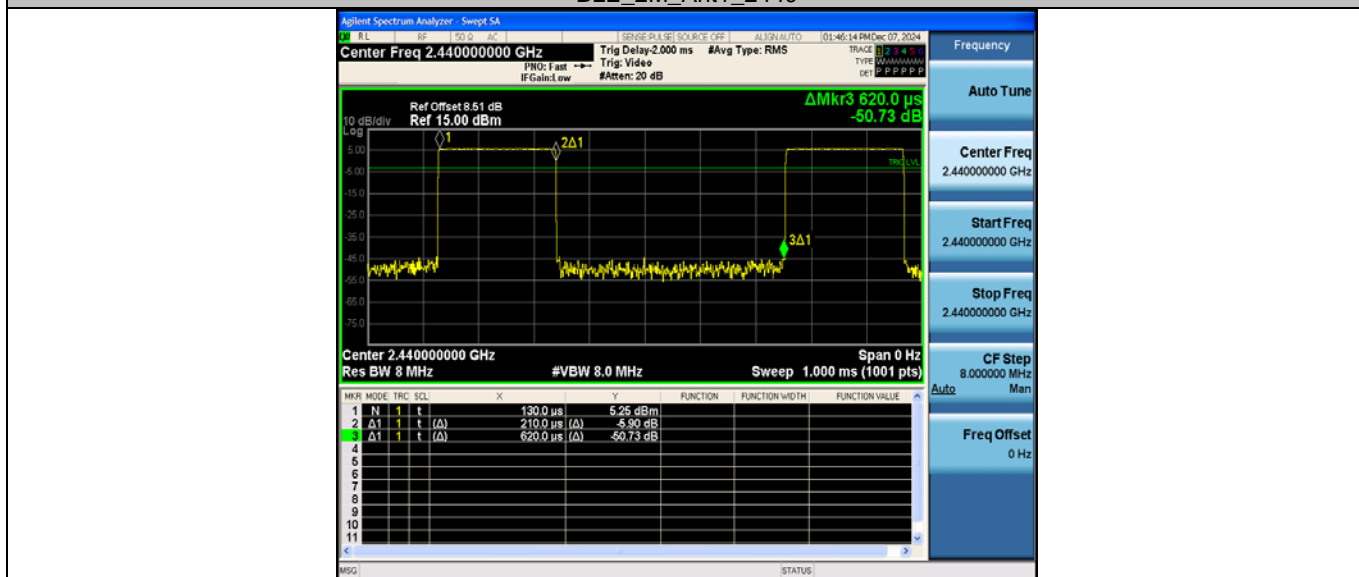 BLE_2M_Ant1_2440
Agilent Spectrum Analyzer - Swept SA
RL RF 50 Ω AC SENSE:PULSE SOURCE OFF ALIGN AUTO 01:46:14 PM Dec 07, 2024
Center Freq 2.440000000 GHz
PNO: Fast
IFGain:Low
Trig Delay-2.000 ms #Avg Type: RMS
Trig: Video
#Atten: 20 dB
TRACE 1 2 3 4 5 6
TYPE WWWWWW
DET P P P P P P
ΔMkr3 620.0 µs
-50.73 dB
Ref Offset 8.51 dB
10 dB/div Ref 15.00 dBm
Log
5.00
-5.00
-15.0
-25.0
-35.0
-45.0
-55.0
-65.0
-75.0
1
2Δ1
TRIG LVL
3Δ1
Center 2.440000000 GHz Span 0 Hz
Res BW 8 MHz #VBW 8.0 MHz Sweep 1.000 ms (1001 pts)
MKR MODE TRC SCL X Y FUNCTION FUNCTION WIDTH FUNCTION VALUE
1 N 1 t 130.0 µs 5.25 dBm
2 Δ1 1 t (Δ) 210.0 µs (Δ) -5.90 dB
3 Δ1 1 t (Δ) 620.0 µs (Δ) -50.73 dB
4
5
6
7
8
9
10
11
MSG STATUS
Frequency
Auto Tune
Center Freq
2.440000000 GHz
Start Freq
2.440000000 GHz
Stop Freq
2.440000000 GHz
CF Step
8.000000 MHz
Auto Man
Freq Offset
0 Hz